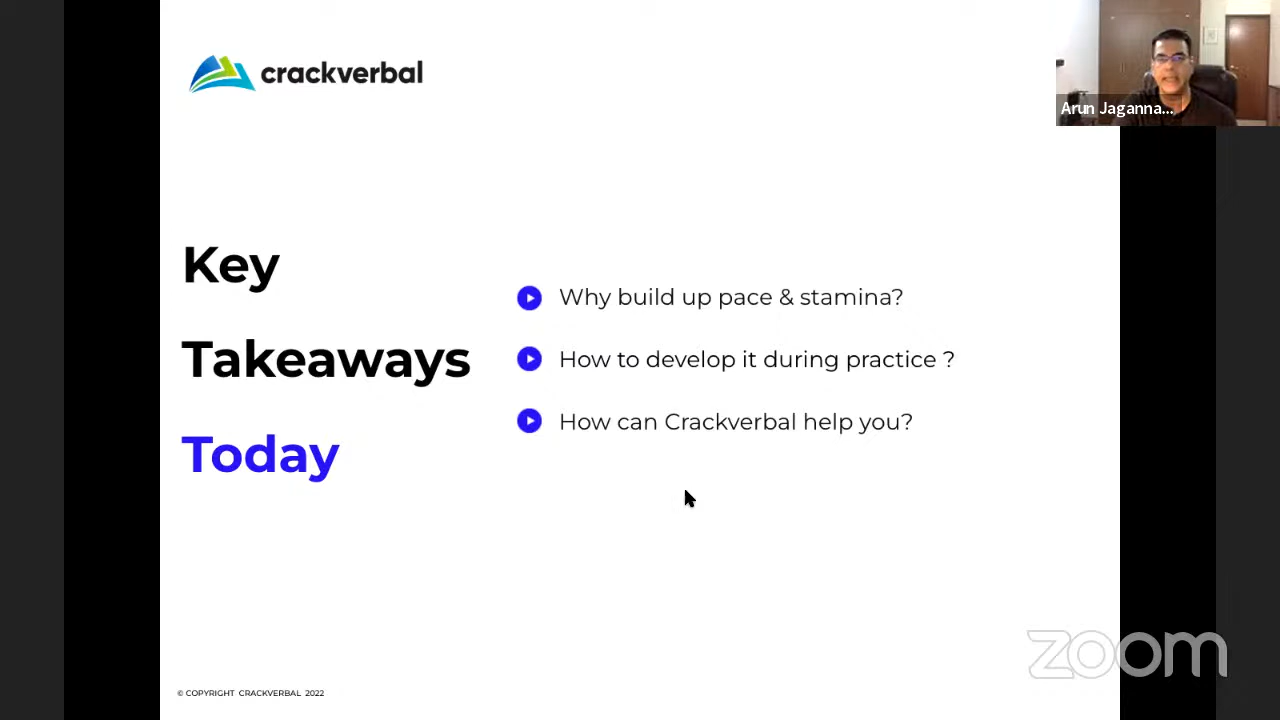 crackverbal
Arun Jaganna...
Key
Takeaways
Today
Why build up pace & stamina?
How to develop it during practice ?
How can Crackverbal help you?
zoom
© COPYRIGHT CRACKVERBAL 2022